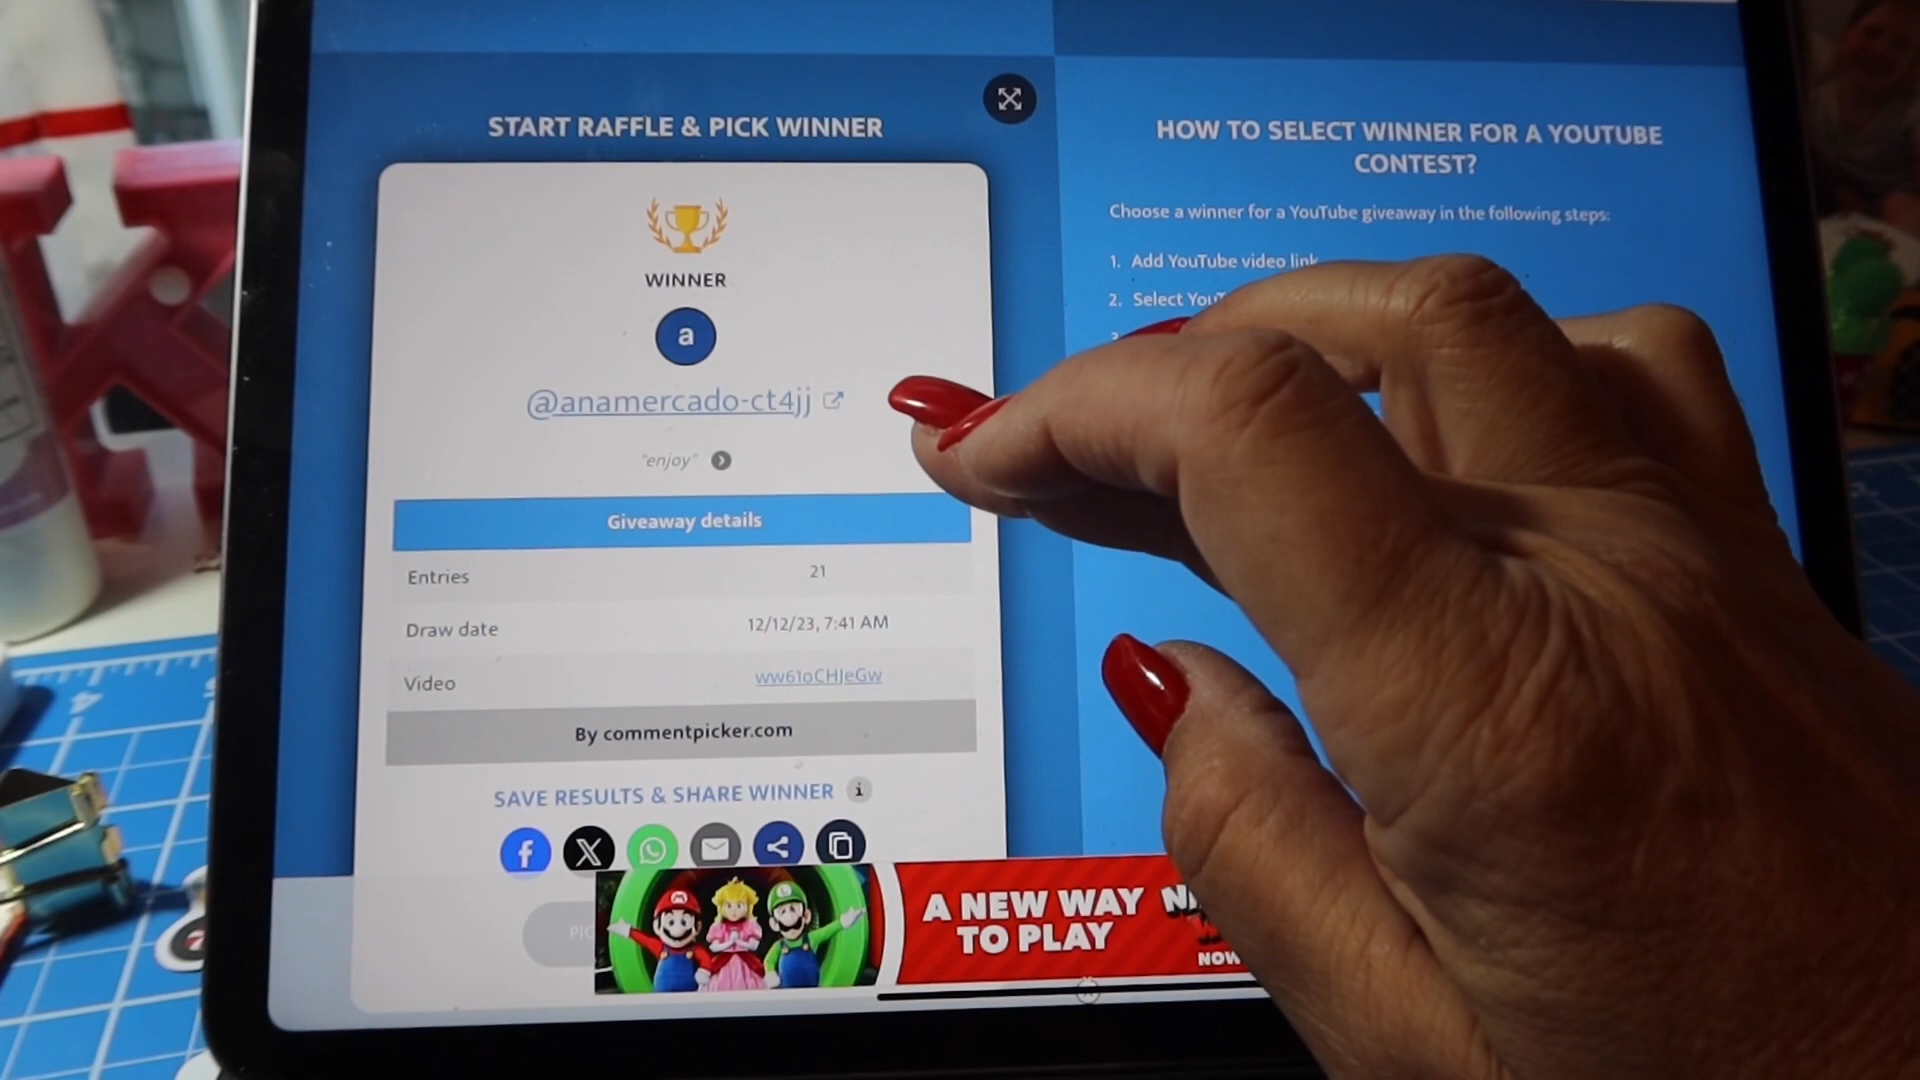 START RAFFLE & PICK WINNER
WINNER
a
@anamercado-ct4jj
"enjoy"
Giveaway details
Entries 21
Draw date 12/12/23, 7:41 AM
Video ww61oCHJeGw
By commentpicker.com
SAVE RESULTS & SHARE WINNER i
HOW TO SELECT WINNER FOR A YOUTUBE
CONTEST?
Choose a winner for a YouTube giveaway in the following steps:
1. Add YouTube video link
2. Select
A NEW WAY
TO PLAY
NOW
4